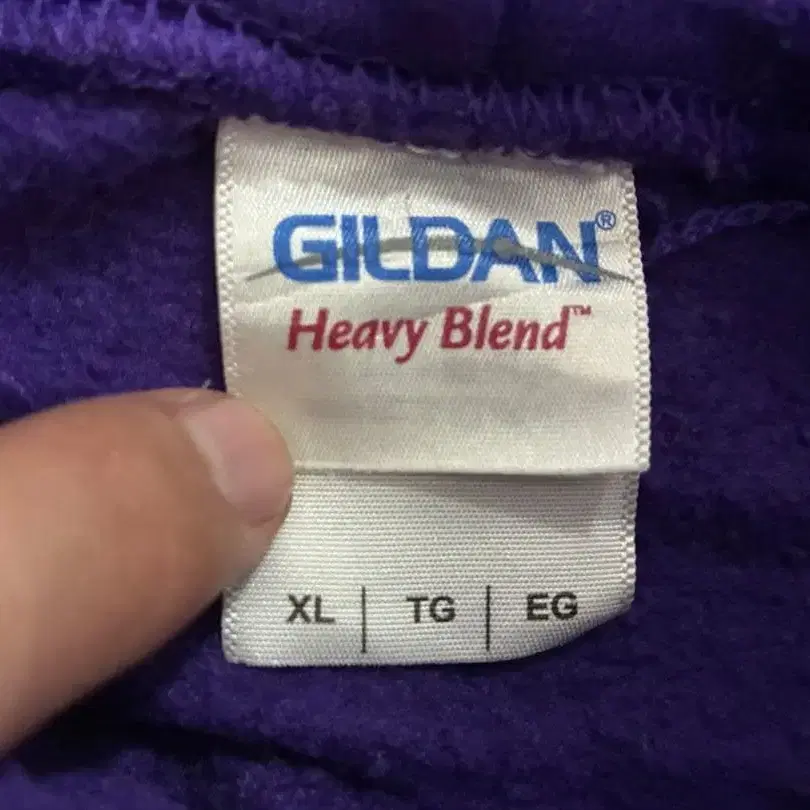 GILDAN®
Heavy Blend™
XL | TG | EG